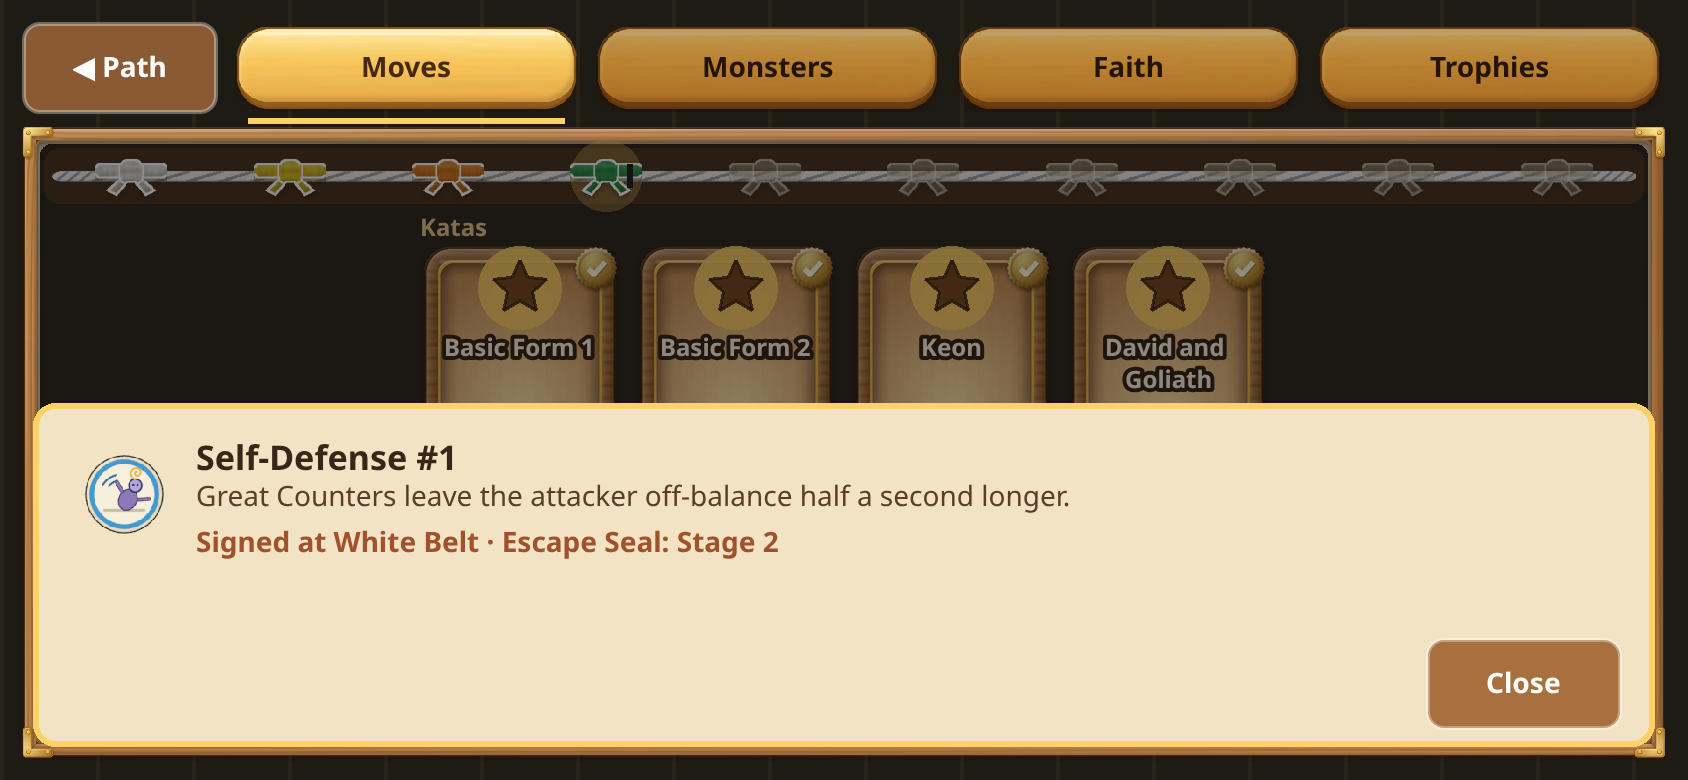 ◀ Path
Moves
Monsters
Faith
Trophies
Katas
Basic Form 1
Basic Form 2
Keon
David and
Goliath
Self-Defense #1
Great Counters leave the attacker off-balance half a second longer.
Signed at White Belt · Escape Seal: Stage 2
Close